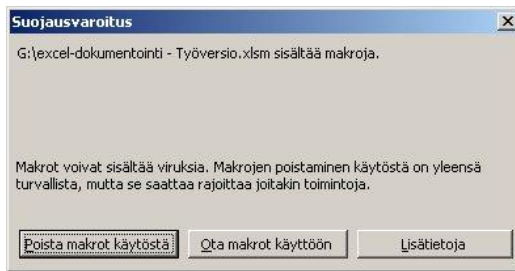 Suojausvaroitus
G:\excel-dokumentointi - Työversio.xlsm sisältää makroja.
Makrot voivat sisältää viruksia. Makrojen poistaminen käytöstä on yleensä
turvallista, mutta se saattaa rajoittaa joitakin toimintoja.
Poista makrot käytöstä
Ota makrot käyttöön
Lisätietoja